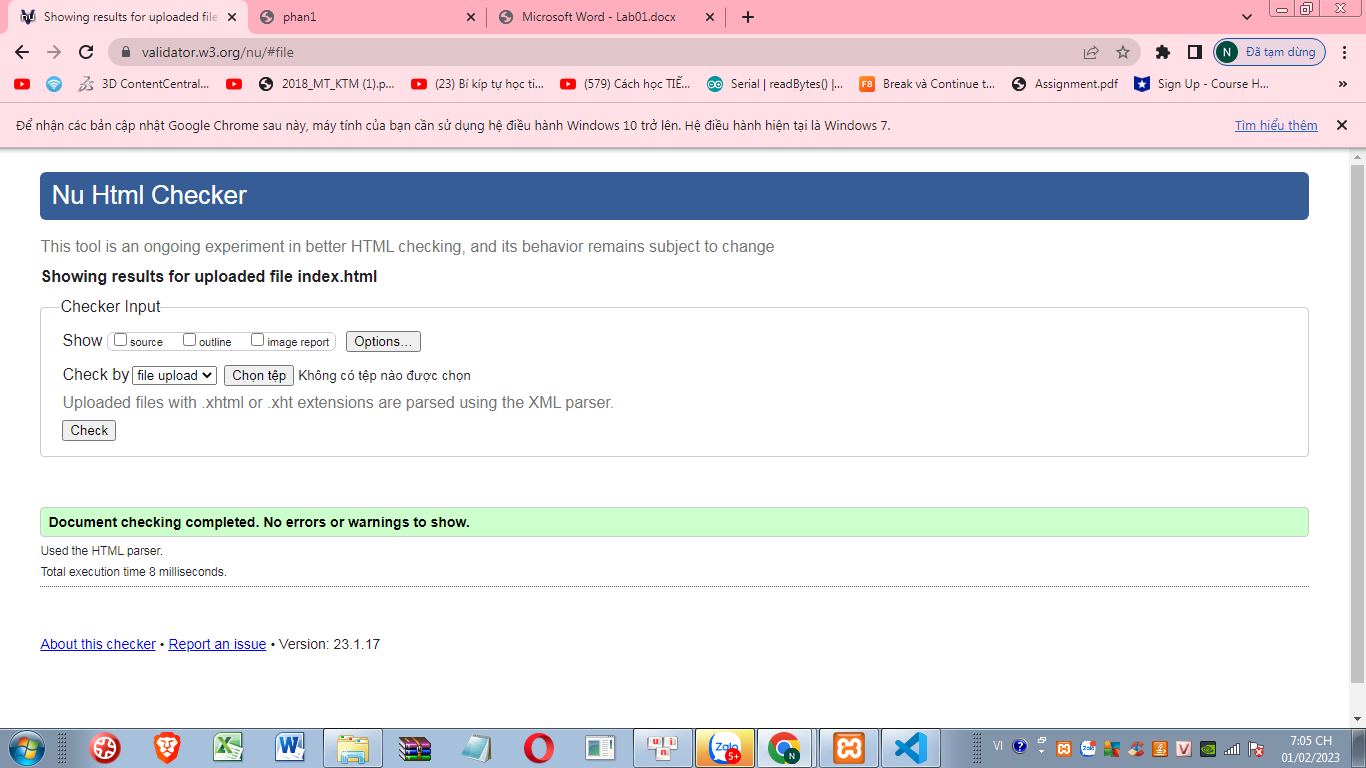 Showing results for uploaded file
phan1
Microsoft Word - Lab01.docx
validator.w3.org/nu/#file
N Đã tạm dừng
3D ContentCentral... 2018_MT_KTM (1).p... (23) Bí kíp tự học ti... (579) Cách học TIẾ... Serial | readBytes() |... F8 Break và Continue t... Assignment.pdf Sign Up - Course H... »
Để nhận các bản cập nhật Google Chrome sau này, máy tính của bạn cần sử dụng hệ điều hành Windows 10 trở lên. Hệ điều hành hiện tại là Windows 7. Tìm hiểu thêm
Nu Html Checker
This tool is an ongoing experiment in better HTML checking, and its behavior remains subject to change
Showing results for uploaded file index.html
Checker Input
Show source outline image report Options...
Check by file upload Chọn tệp Không có tệp nào được chọn
Uploaded files with .xhtml or .xht extensions are parsed using the XML parser.
Check
Document checking completed. No errors or warnings to show.
Used the HTML parser.
Total execution time 8 milliseconds.
About this checker • Report an issue • Version: 23.1.17
Zalo 5+ N VI 7:05 CH
01/02/2023